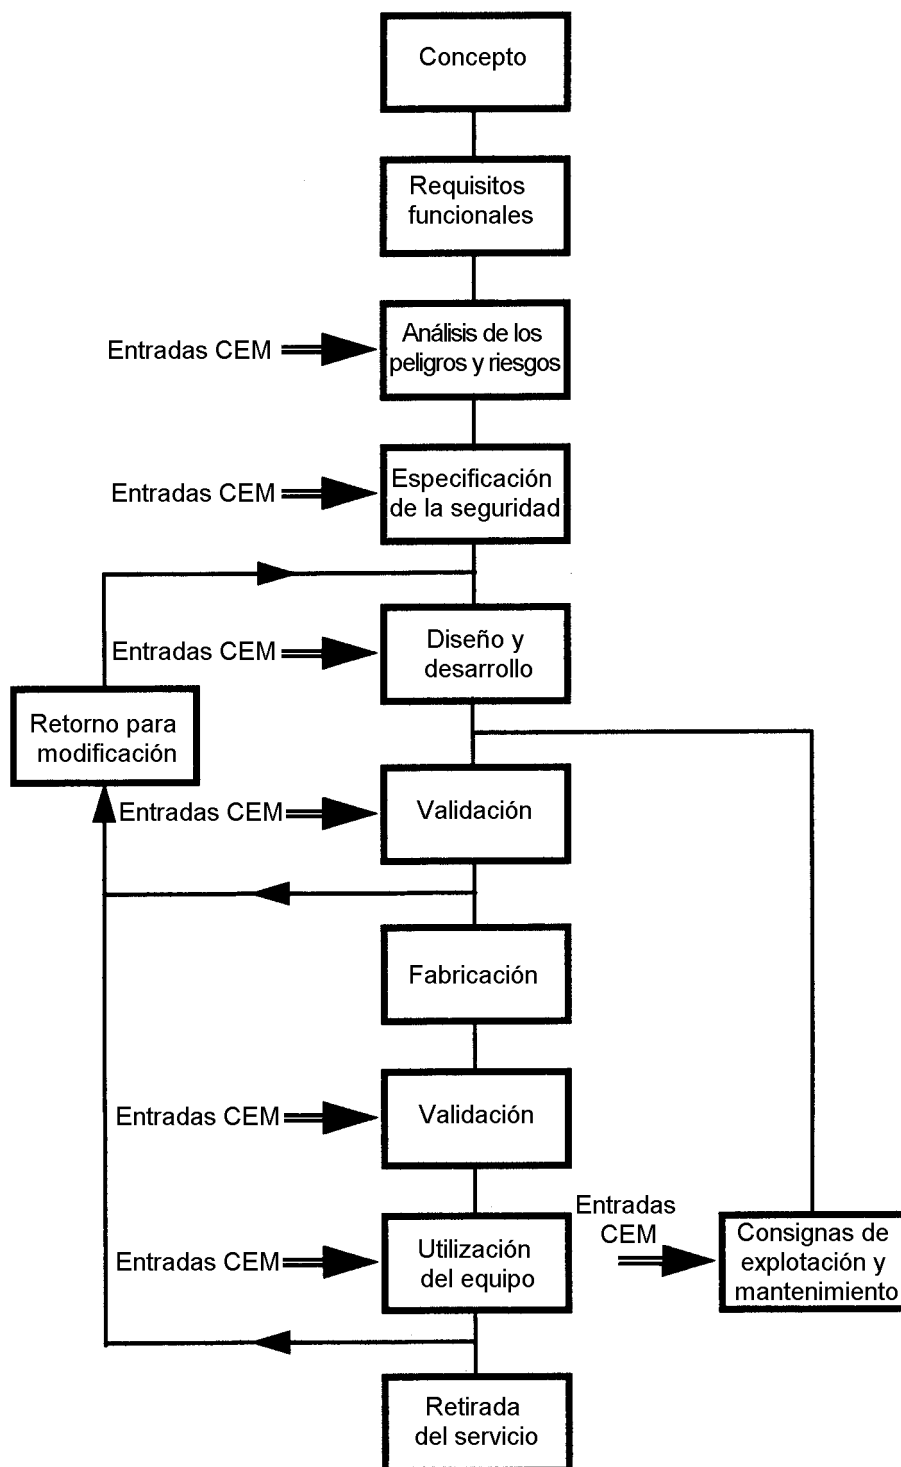 Concepto
Requisitos
funcionales
Entradas CEM
Análisis de los
peligros y riesgos
Entradas CEM
Especificación
de la seguridad
Entradas CEM
Diseño y
desarrollo
Retorno para
modificación
Entradas CEM
Validación
Fabricación
Entradas CEM
Validación
Entradas CEM
Utilización
del equipo
Entradas
CEM
Consignas de
explotación y
mantenimiento
Retirada
del servicio